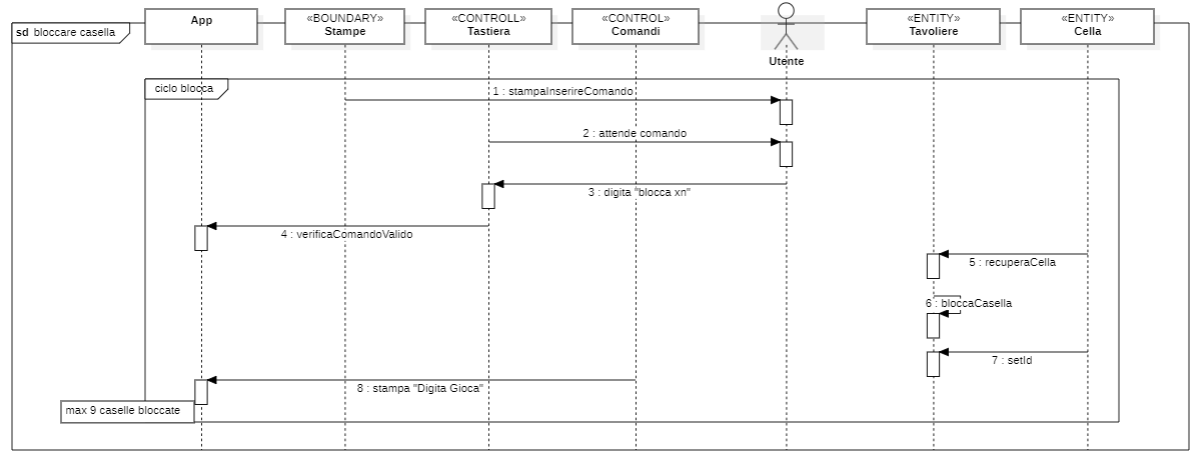 sd bloccare casella
App
«BOUNDARY»
Stampe
«CONTROLL»
Tastiera
«CONTROL»
Comandi
Utente
«ENTITY»
Tavoliere
«ENTITY»
Cella
ciclo blocca
1 : stampaInserireComando
2 : attende comando
3 : digita "blocca xn"
4 : verificaComandoValido
5 : recuperaCella
6 : bloccaCasella
7 : setId
8 : stampa "Digita Gioca"
max 9 caselle bloccate